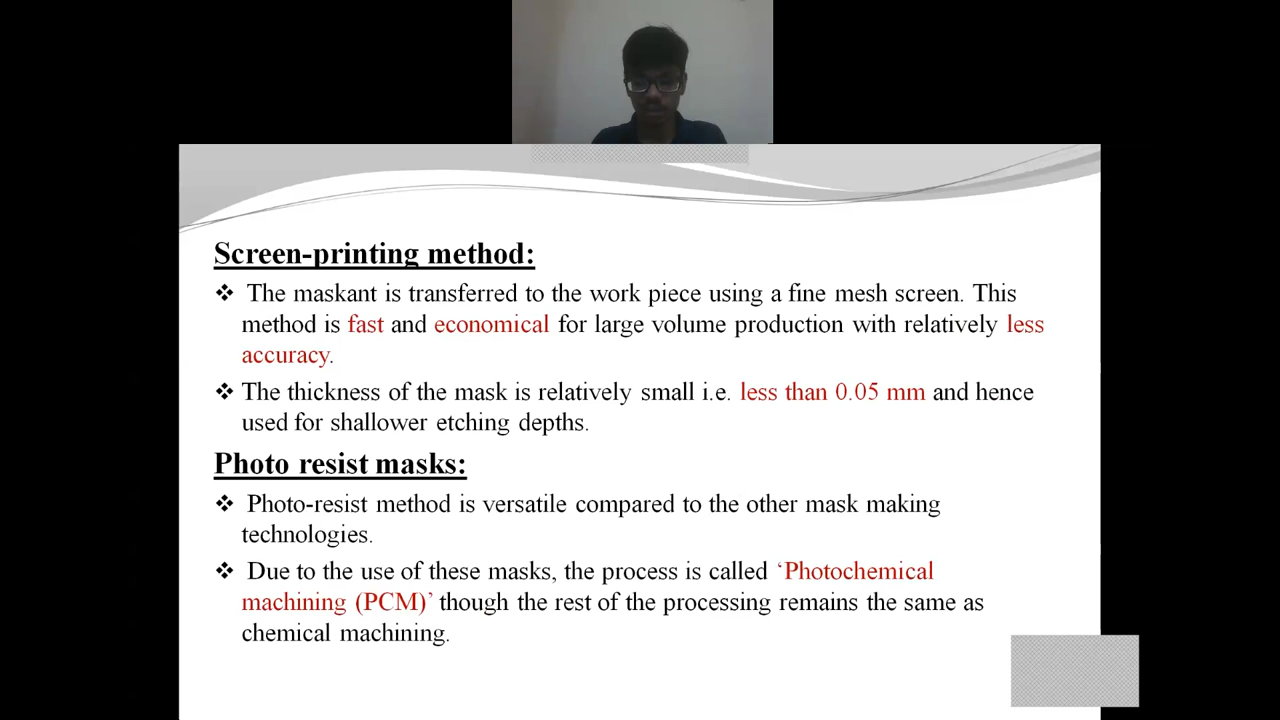 Screen-printing method:
❖ The maskant is transferred to the work piece using a fine mesh screen. This
method is fast and economical for large volume production with relatively less
accuracy.
❖ The thickness of the mask is relatively small i.e. less than 0.05 mm and hence
used for shallower etching depths.
Photo resist masks:
❖ Photo-resist method is versatile compared to the other mask making
technologies.
❖ Due to the use of these masks, the process is called ‘Photochemical
machining (PCM)’ though the rest of the processing remains the same as
chemical machining.